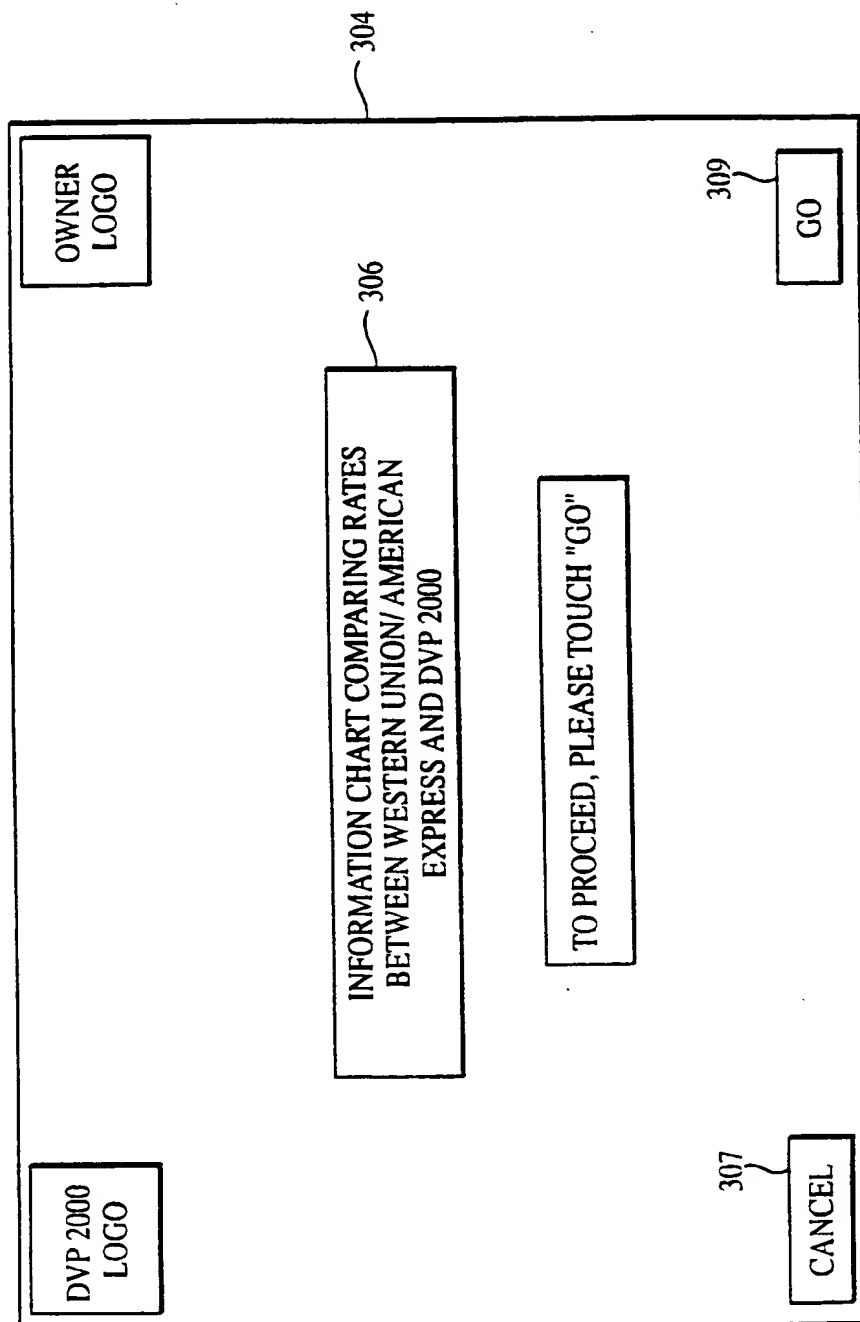 DVP 2000
LOGO
OWNER
LOGO
304
306
INFORMATION CHART COMPARING RATES
BETWEEN WESTERN UNION/ AMERICAN
EXPRESS AND DVP 2000
TO PROCEED, PLEASE TOUCH "GO"
307
CANCEL
309
GO